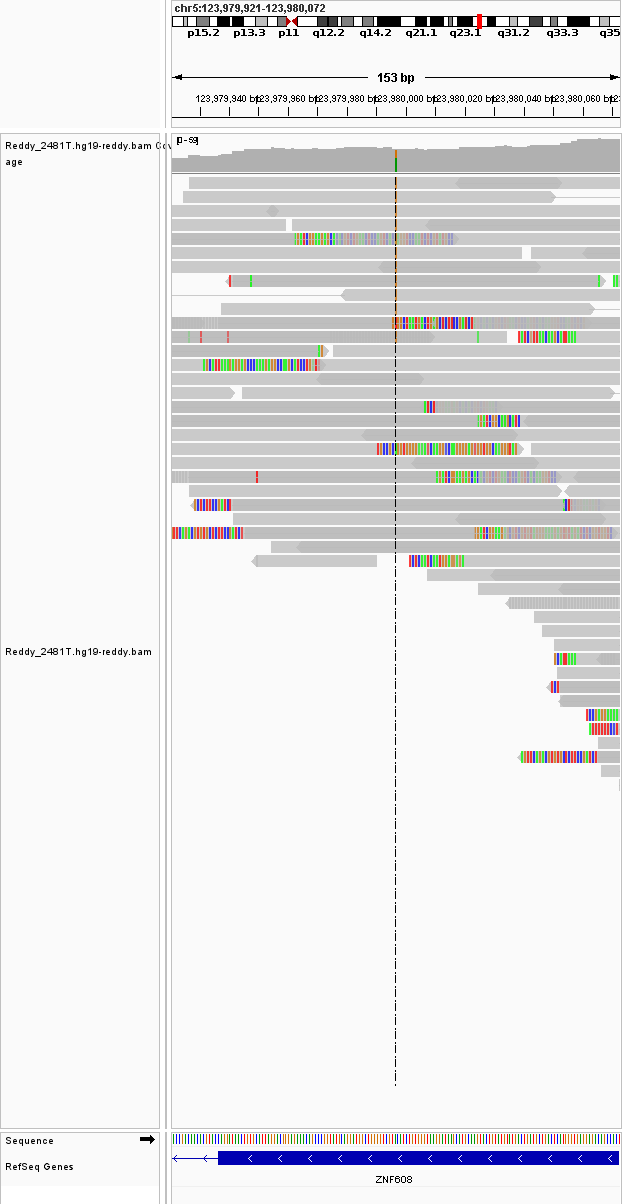 chr5:123,979,921-123,980,072
p15.2 p13.3 p11 q12.2 q14.2 q21.1 q23.1 q31.2 q33.3 q35
153 bp
123,979,940 bp 123,979,960 bp 123,979,980 bp 123,980,000 bp 123,980,020 bp 123,980,040 bp 123,980,060 bp
Reddy_2481T.hg19-reddy.bam Cov
age
[0 - 59]
Reddy_2481T.hg19-reddy.bam
Sequence
RefSeq Genes
ZNF608